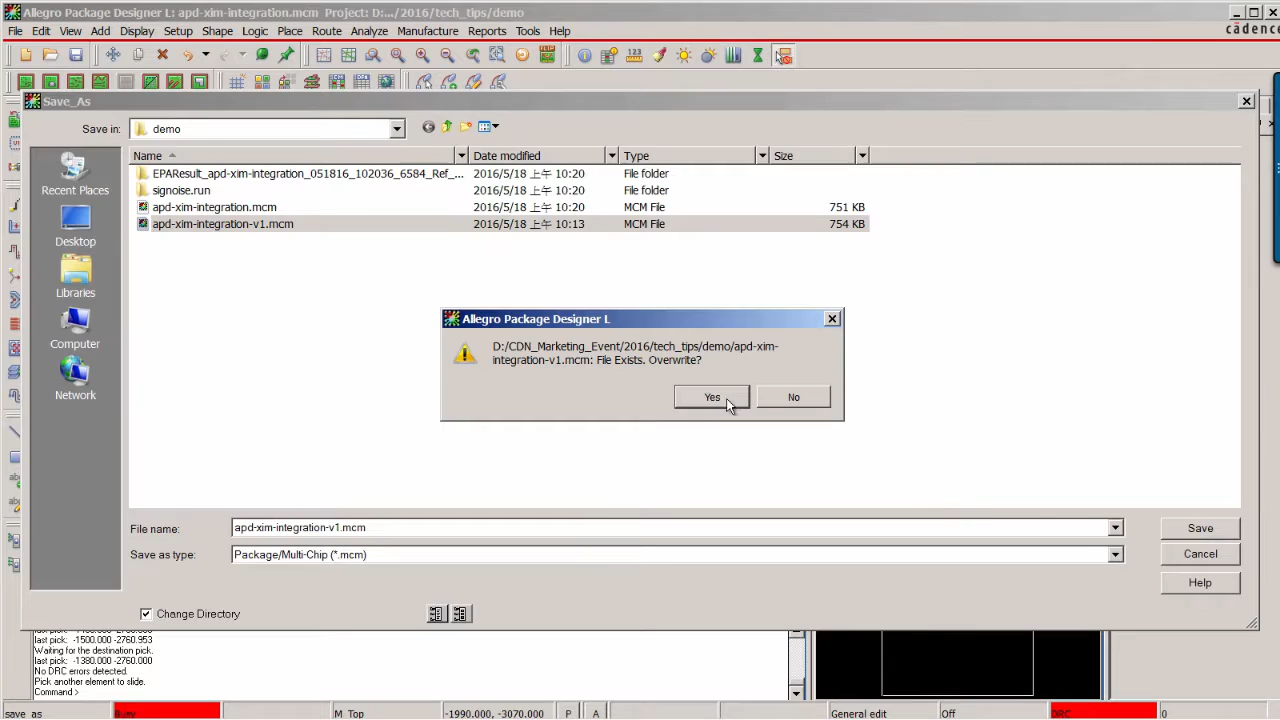 Allegro Package Designer L: apd-xim-integration.mcm  Project: D:.../2016/tech_tips/demo
File Edit View Add Display Setup Shape Logic Place Route Analyze Manufacture Reports Tools Help
cādence
Save_As
Save in: demo
Name Date modified Type Size
EPAResult_apd-xim-integration_051816_102036_6584_Ref_... 2016/5/18 上午 10:20 File folder
signoise.run 2016/5/18 上午 10:20 File folder
apd-xim-integration.mcm 2016/5/18 上午 10:20 MCM File 751 KB
apd-xim-integration-v1.mcm 2016/5/18 上午 10:13 MCM File 754 KB
Recent Places
Desktop
Libraries
Computer
Network
Allegro Package Designer L
D:/CDN_Marketing_Event/2016/tech_tips/demo/apd-xim-
integration-v1.mcm: File Exists. Overwrite?
Yes No
File name: apd-xim-integration-v1.mcm Save
Save as type: Package/Multi-Chip (*.mcm) Cancel
Help
Change Directory
last pick: -1500.000 -2760.953
Waiting for the destination pick.
last pick: -1380.000 -2760.000
No DRC errors detected.
Pick another element to slide.
Command >
save_as Busy M_Top -1990.000, -3070.000 P A General edit Off DRC 0